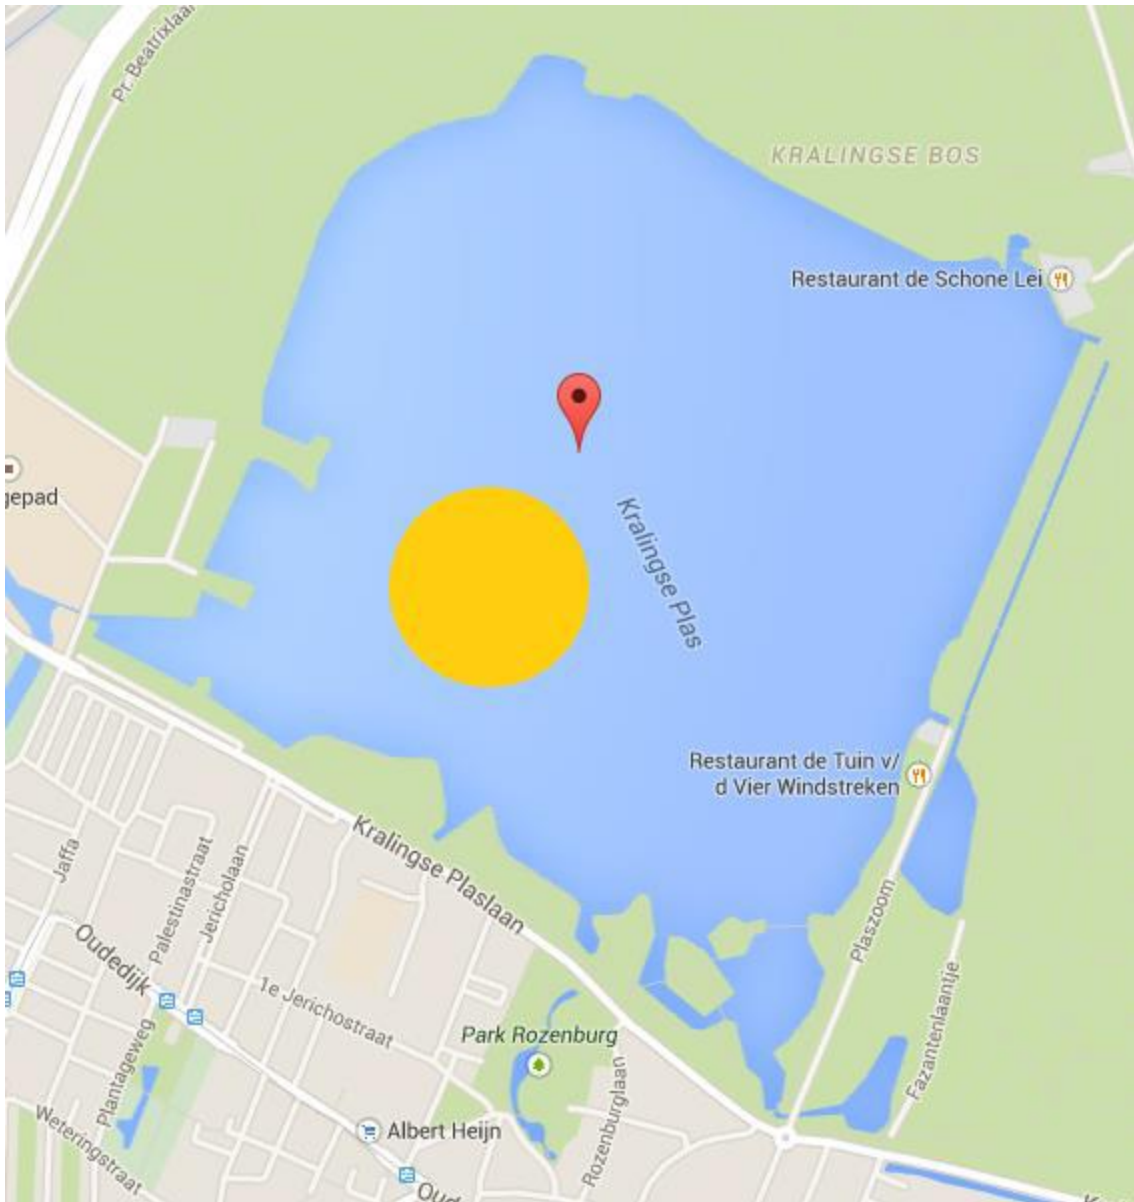 Pr. Beatrixlaan
KRALINGSE BOS
Restaurant de Schone Lei
gepad
Kralingse Plas
Restaurant de Tuin v/
d Vier Windstreken
Kralingse Plaslaan
Jaffa
Palestinastraat
Jericholaan
Plaszoom
Oudedijk
1e Jerichostraat
Fazantenlaantje
Park Rozenburg
Plantageweg
Rozenburglaan
Albert Heijn
Weteringstraat
Oud